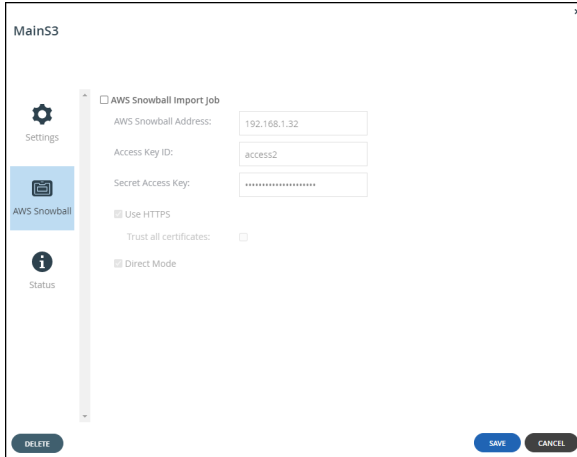 MainS3
Settings
AWS Snowball
Status
AWS Snowball Import Job
AWS Snowball Address: 192.168.1.32
Access Key ID: access2
Secret Access Key: ••••••••••••••••••••
Use HTTPS
Trust all certificates:
Direct Mode
DELETE
SAVE CANCEL